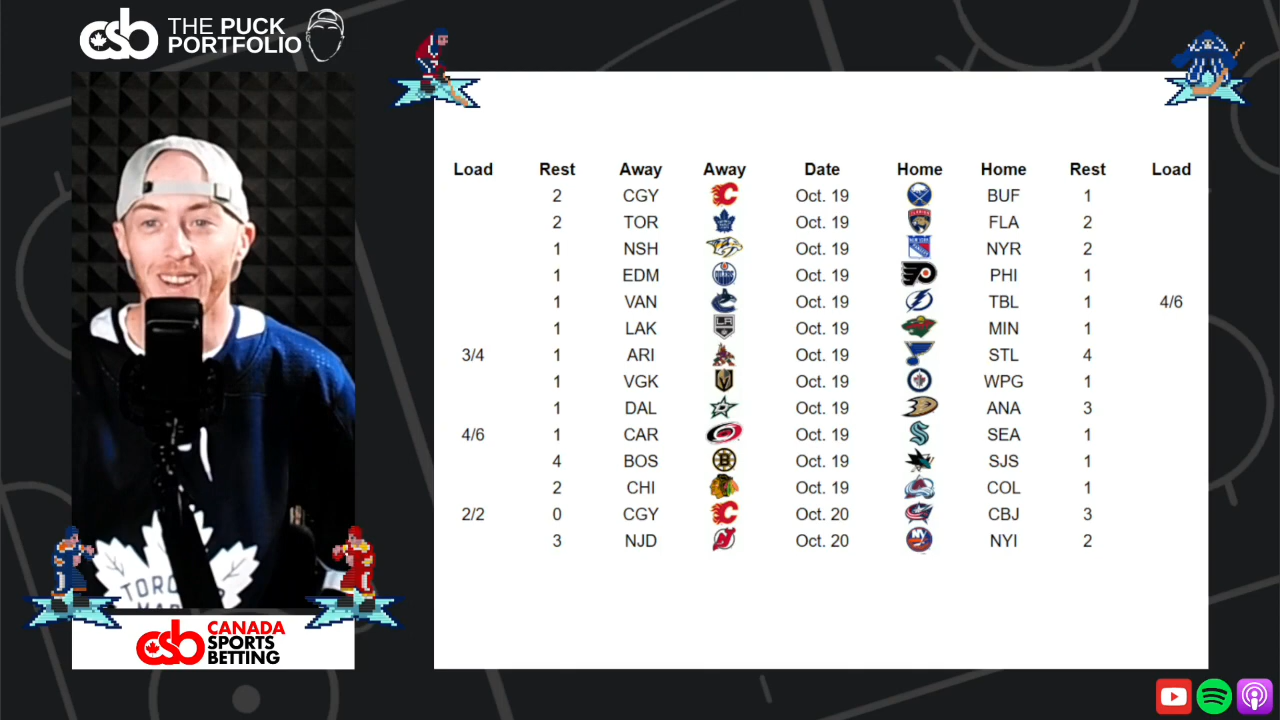 csb THE PUCK
PORTFOLIO
Load Rest Away Away Date Home Home Rest Load
2 CGY Oct. 19 BUF 1
2 TOR Oct. 19 FLA 2
1 NSH Oct. 19 NYR 2
1 EDM Oct. 19 PHI 1
1 VAN Oct. 19 TBL 1 4/6
1 LAK Oct. 19 MIN 1
3/4 1 ARI Oct. 19 STL 4
1 VGK Oct. 19 WPG 1
1 DAL Oct. 19 ANA 3
4/6 1 CAR Oct. 19 SEA 1
4 BOS Oct. 19 SJS 1
2 CHI Oct. 19 COL 1
2/2 0 CGY Oct. 20 CBJ 3
3 NJD Oct. 20 NYI 2
TORO
MAP
csb CANADA
SPORTS
BETTING